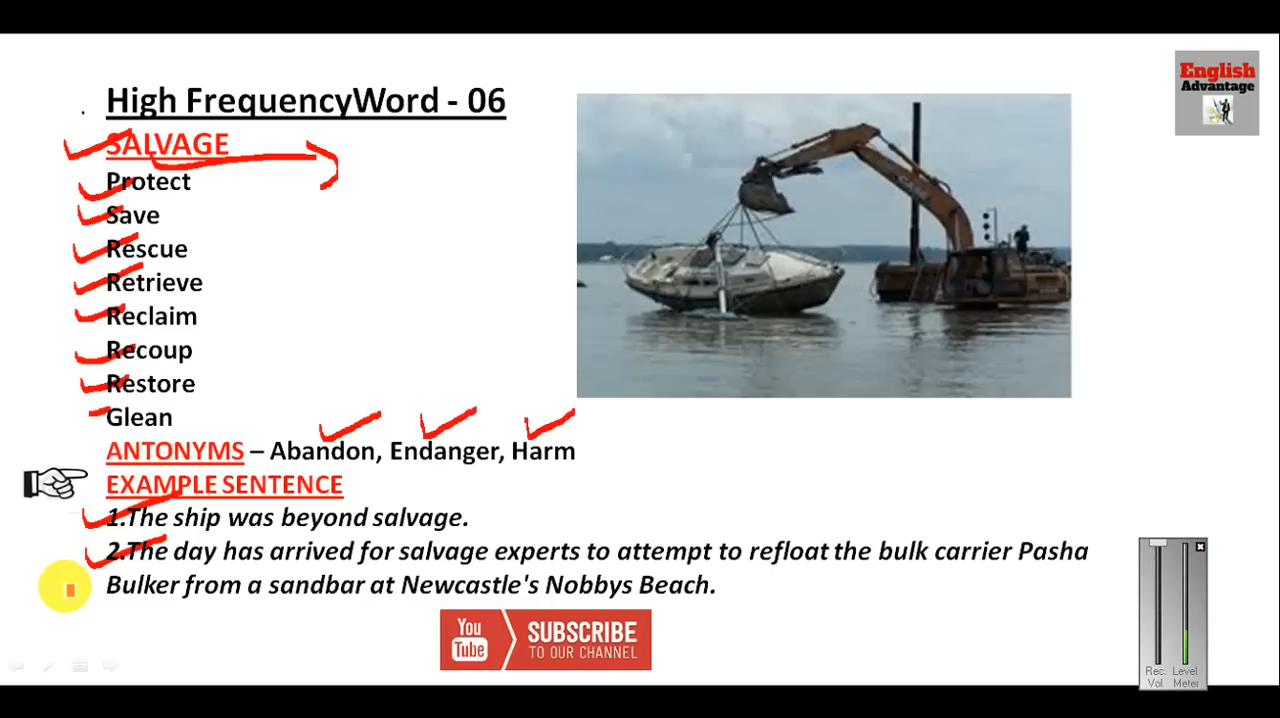 High FrequencyWord - 06
SALVAGE
Protect
Save
Rescue
Retrieve
Reclaim
Recoup
Restore
Glean
ANTONYMS – Abandon, Endanger, Harm
EXAMPLE SENTENCE
1.The ship was beyond salvage.
2.The day has arrived for salvage experts to attempt to refloat the bulk carrier Pasha
Bulker from a sandbar at Newcastle's Nobbys Beach.
English
Advantage
You
Tube
SUBSCRIBE
TO OUR CHANNEL
Rec. Level
Vol Meter